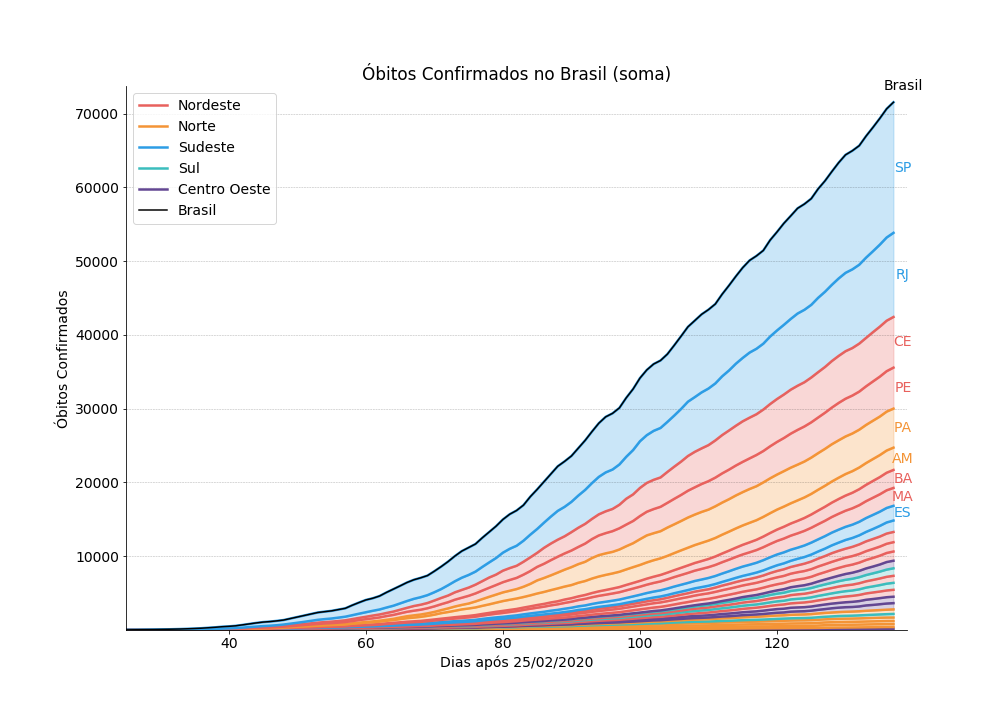 Óbitos Confirmados no Brasil (soma)
Brasil
70000
60000
50000
40000
30000
20000
10000
Óbitos Confirmados
Nordeste
Norte
Sudeste
Sul
Centro Oeste
Brasil
SP
RJ
CE
PE
PA
AM
BA
MA
ES
40
60
80
100
120
Dias após 25/02/2020